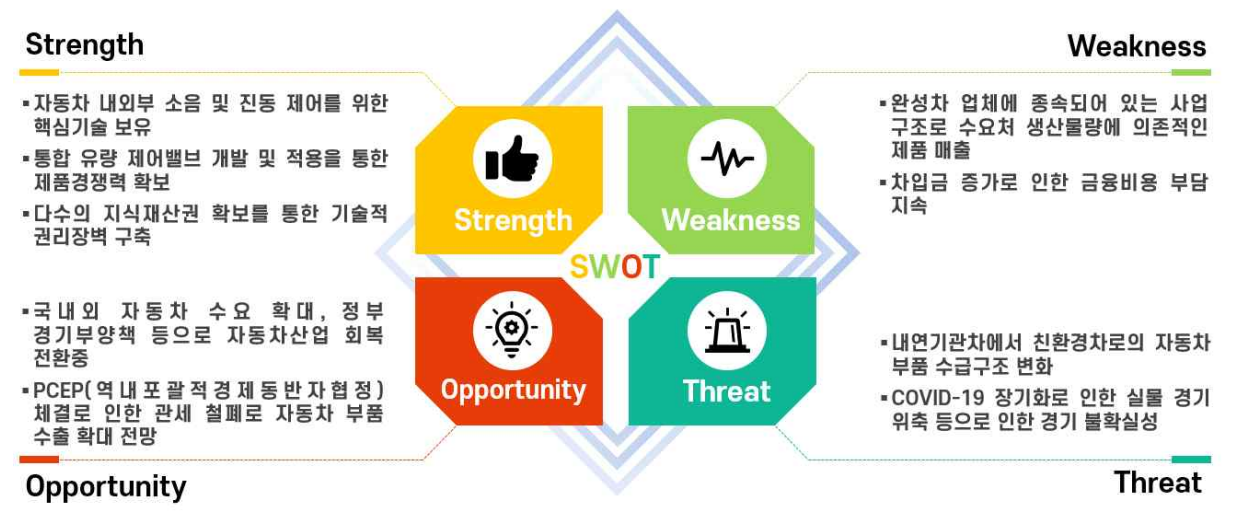 Strength
▪자동차 내외부 소음 및 진동 제어를 위한
핵심기술 보유
▪통합 유량 제어밸브 개발 및 적용을 통한
제품경쟁력 확보
▪다수의 지식재산권 확보를 통한 기술적
권리장벽 구축
Weakness
▪완성차 업체에 종속되어 있는 사업
구조로 수요처 생산물량에 의존적인
제품 매출
▪차입금 증가로 인한 금융비용 부담
지속
Strength
Weakness
SWOT
Opportunity
Threat
▪국내외 자동차 수요 확대, 정부
경기부양책 등으로 자동차산업 회복
전환중
▪PCEP(역내포괄적경제동반자협정)
체결로 인한 관세 철폐로 자동차 부품
수출 확대 전망
Opportunity
▪내연기관차에서 친환경차로의 자동차
부품 수급구조 변화
▪COVID-19 장기화로 인한 실물 경기
위축 등으로 인한 경기 불확실성
Threat